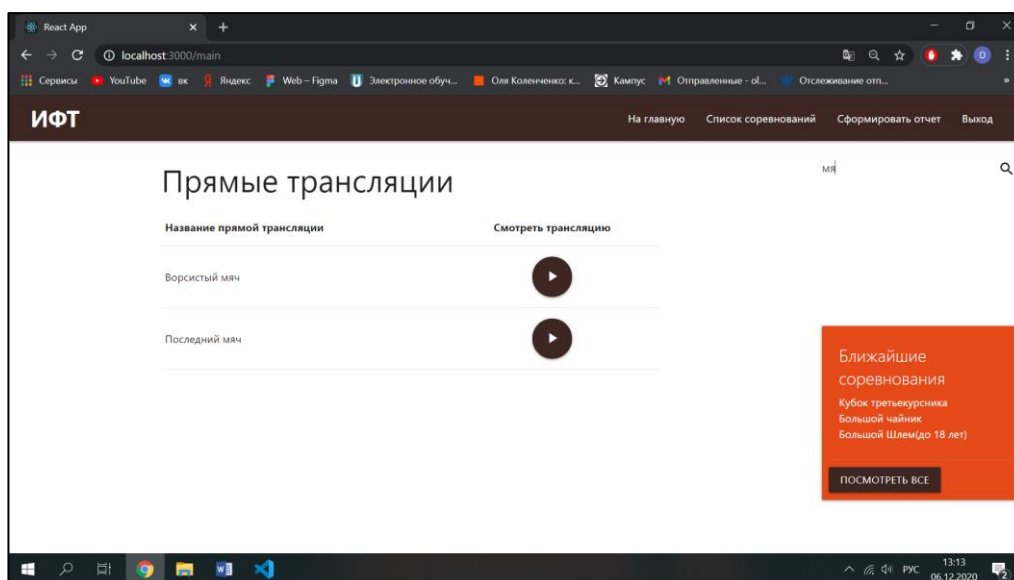 React App
localhost:3000/main
Сервисы YouTube вк Яндекс Web – Figma Электронное обуч... Оля Коленченко: к... Кампус Отправленные - ol... Отслеживание отп... »
ИФТ На главную Список соревнований Сформировать отчет Выход
мя
Прямые трансляции
Название прямой трансляции Смотреть трансляцию
Ворсистый мяч
Последний мяч
Ближайшие
соревнования
Кубок третьекурсника
Большой чайник
Большой Шлем(до 18 лет)
ПОСМОТРЕТЬ ВСЕ
РУС 13:13
06.12.2020